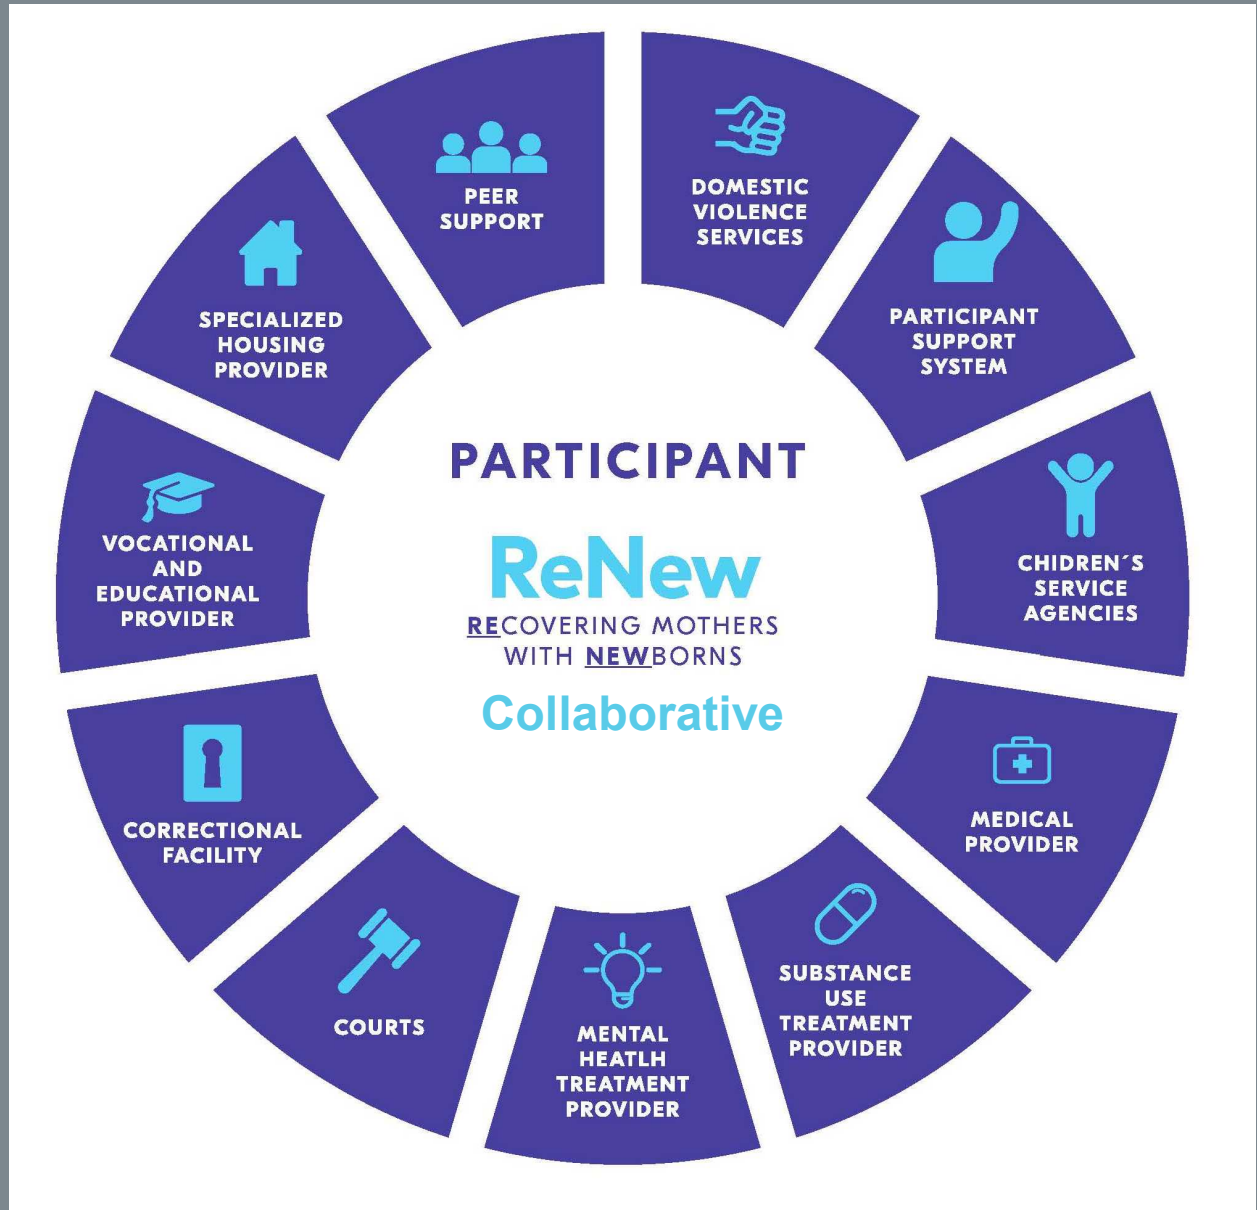 PEER
SUPPORT
DOMESTIC
VIOLENCE
SERVICES
PARTICIPANT
SUPPORT
SYSTEM
CHIDREN´S
SERVICE
AGENCIES
MEDICAL
PROVIDER
SUBSTANCE
USE
TREATMENT
PROVIDER
MENTAL
HEATLH
TREATMENT
PROVIDER
COURTS
CORRECTIONAL
FACILITY
VOCATIONAL
AND
EDUCATIONAL
PROVIDER
SPECIALIZED
HOUSING
PROVIDER
PARTICIPANT
ReNew
RECOVERING MOTHERS
WITH NEWBORNS
Collaborative